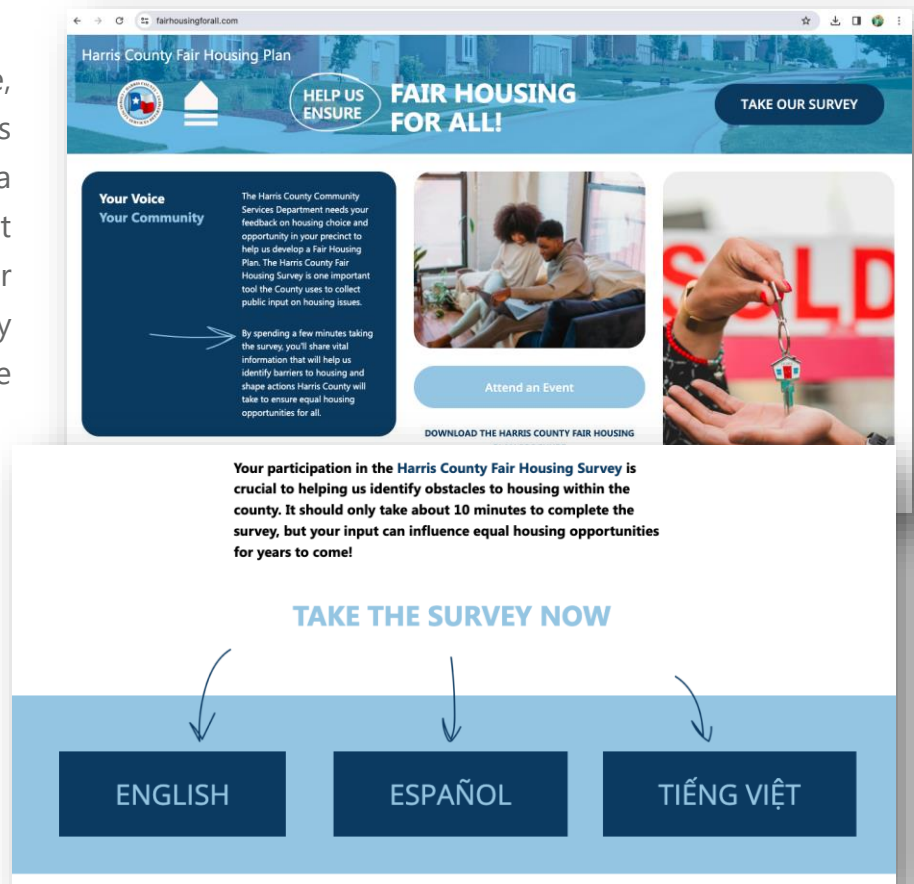 fairhousingforall.com
Harris County Fair Housing Plan
HELP US
ENSURE
FAIR HOUSING
FOR ALL!
TAKE OUR SURVEY
e,
s
a
t
r
y
e
Your Voice
Your Community
The Harris County Community
Services Department needs your
feedback on housing choice and
opportunity in your precinct to
help us develop a Fair Housing
Plan. The Harris County Fair
Housing Survey is one important
tool the County uses to collect
public input on housing issues.
By spending a few minutes taking
the survey, you'll share vital
information that will help us
identify barriers to housing and
shape actions Harris County will
take to ensure equal housing
opportunities for all.
Attend an Event
DOWNLOAD THE HARRIS COUNTY FAIR HOUSING
SOLD
Your participation in the Harris County Fair Housing Survey is
crucial to helping us identify obstacles to housing within the
county. It should only take about 10 minutes to complete the
survey, but your input can influence equal housing opportunities
for years to come!
TAKE THE SURVEY NOW
ENGLISH
ESPAÑOL
TIẾNG VIỆT